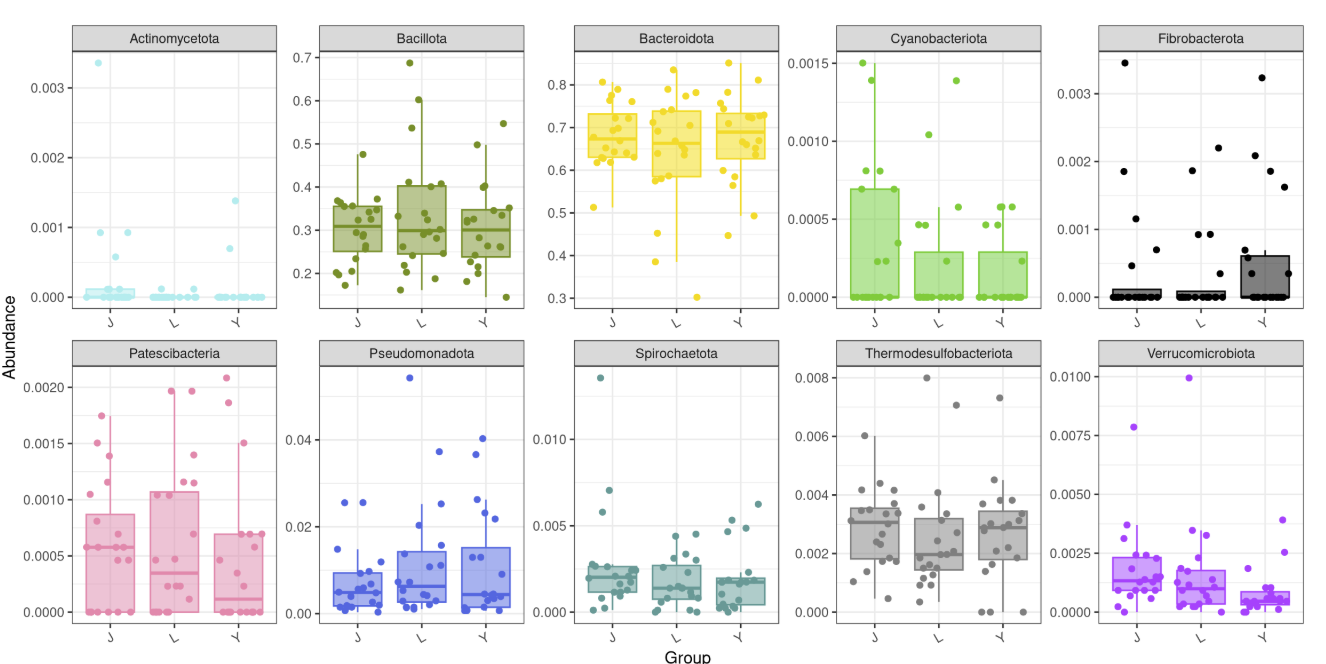 Actinomycetota
Bacillota
Bacteroidota
Cyanobacteriota
Fibrobacterota
0.003
0.002
0.001
0.000
0.7
0.6
0.5
0.4
0.3
0.2
0.8
0.7
0.6
0.5
0.4
0.3
0.0015
0.0010
0.0005
0.0000
0.003
0.002
0.001
0.000
J L Y
J L Y
J L Y
J L Y
J L Y
Abundance
Patescibacteria
Pseudomonadota
Spirochaetota
Thermodesulfobacteriota
Verrucomicrobiota
0.0020
0.0015
0.0010
0.0005
0.0000
0.04
0.02
0.00
0.010
0.005
0.000
0.008
0.006
0.004
0.002
0.000
0.0100
0.0075
0.0050
0.0025
0.0000
J L Y
J L Y
J L Y
J L Y
J L Y
Group